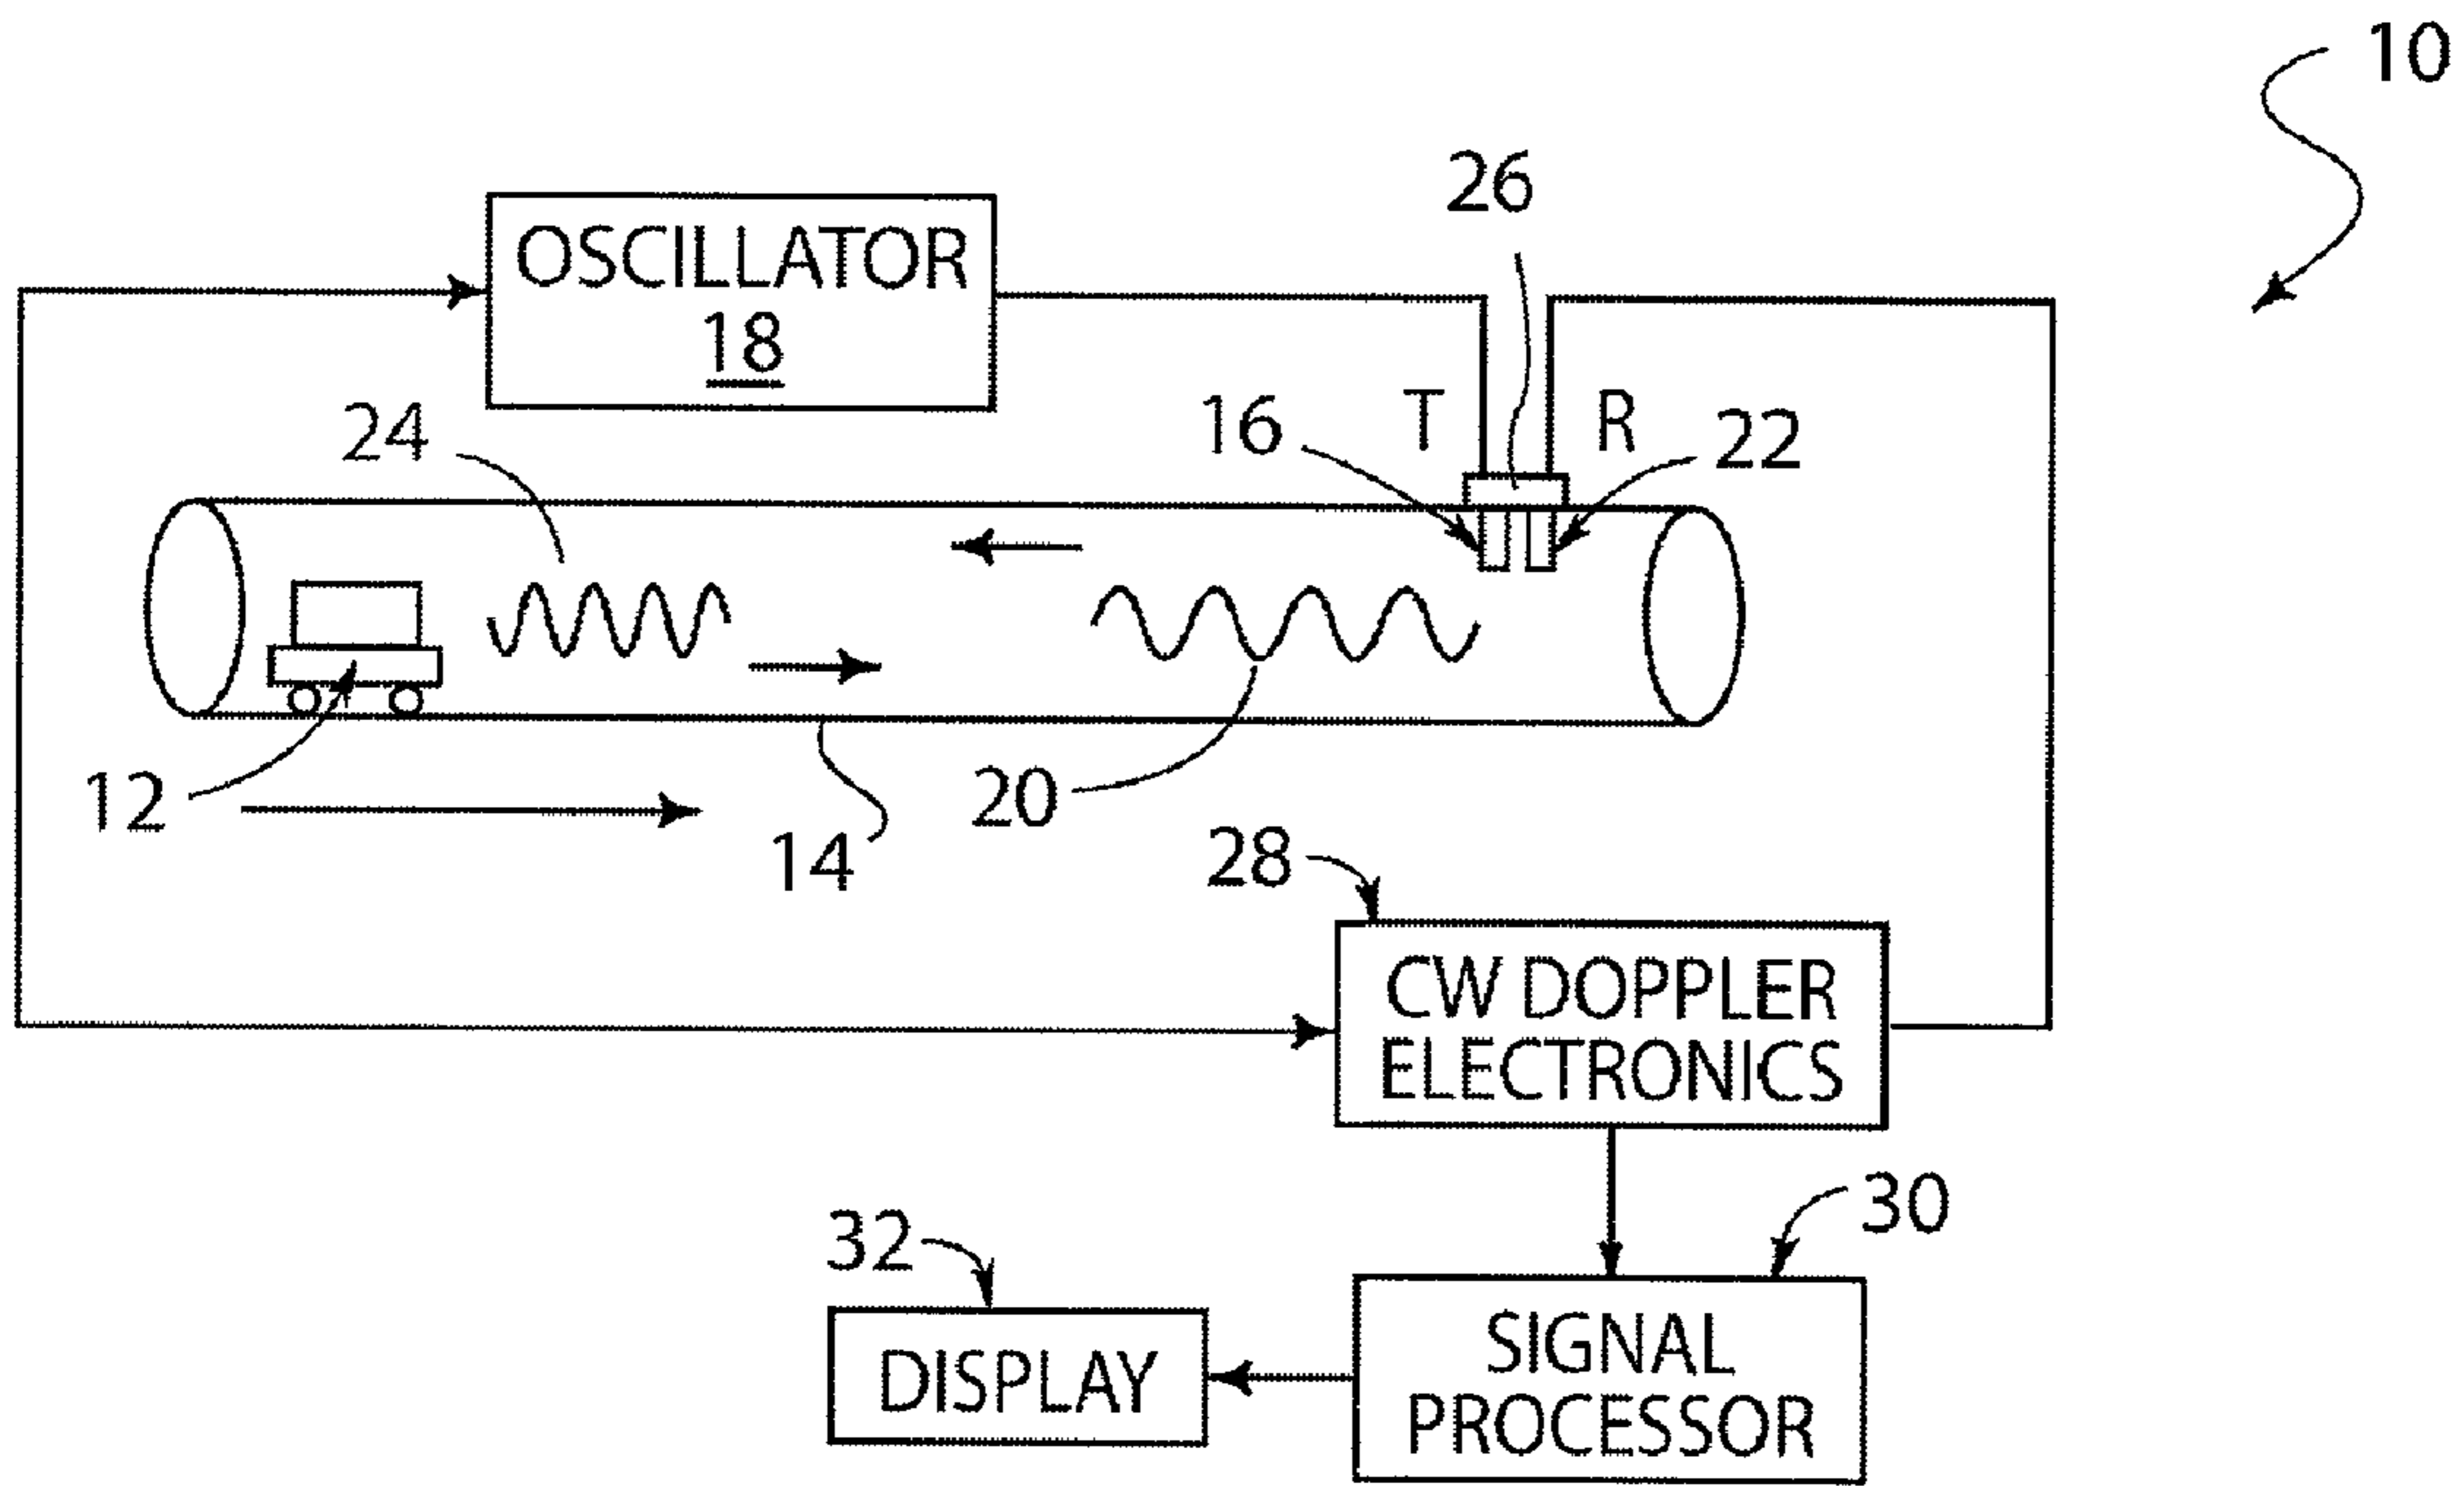 10
26
OSCILLATOR
18
24
16
T
R
22
12
14
20
28
CW DOPPLER
ELECTRONICS
30
32
SIGNAL
PROCESSOR
DISPLAY